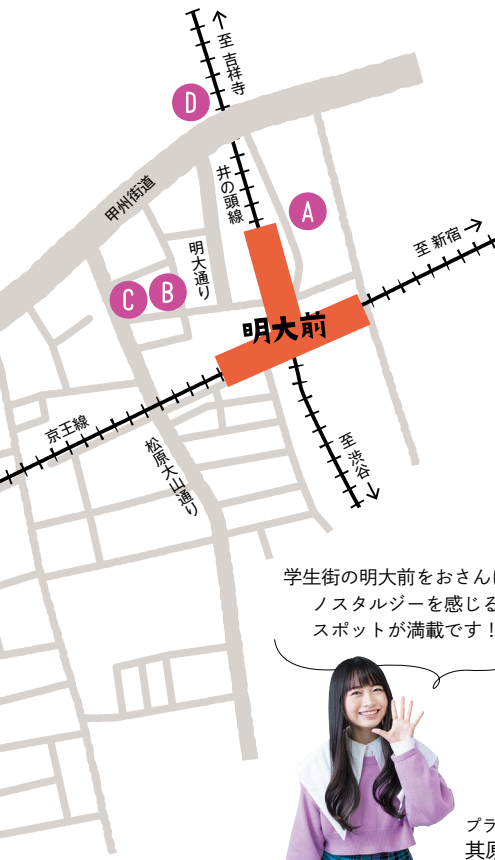 至 吉祥寺
D
甲州街道
井の頭線
A
明大通り
至 新宿
C
B
明大前
京王線
松原大山通り
至 渋谷
学生街の明大前をおさん
ノスタルジーを感じる
スポットが満載です！
プラ
其原